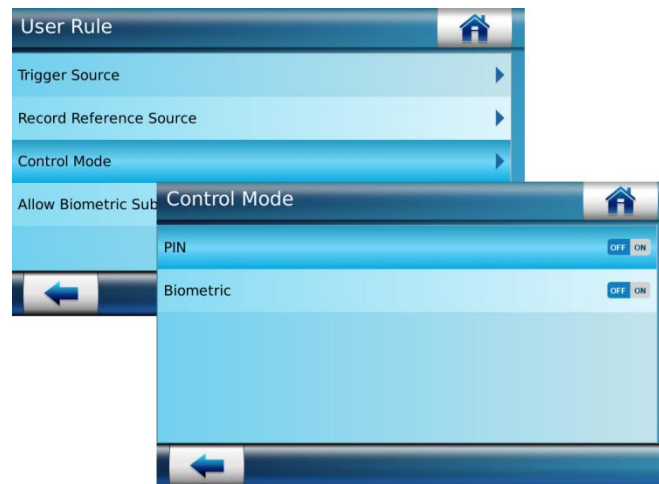 User Rule
Trigger Source
Record Reference Source
Control Mode
Allow Biometric Sub
Control Mode
PIN
OFF ON
Biometric
OFF ON